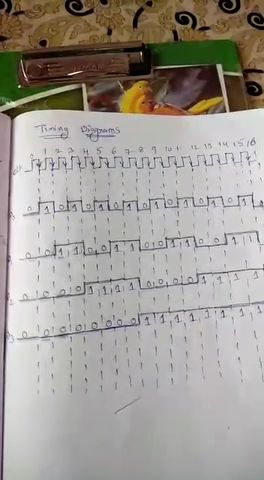 Timing Diagrams
1 2 3 4 5 6 7 8 9 10 11 12 13 14 15 16
0 1 0 1 0 1 0 1 0 1 0 1 0 1 0 1
0 0 1 1 0 0 1 1 0 0 1 1 0 0 1 1
0 0 0 0 1 1 1 1 0 0 0 0 1 1 1 1
0 0 0 0 0 0 0 0 1 1 1 1 1 1 1 1